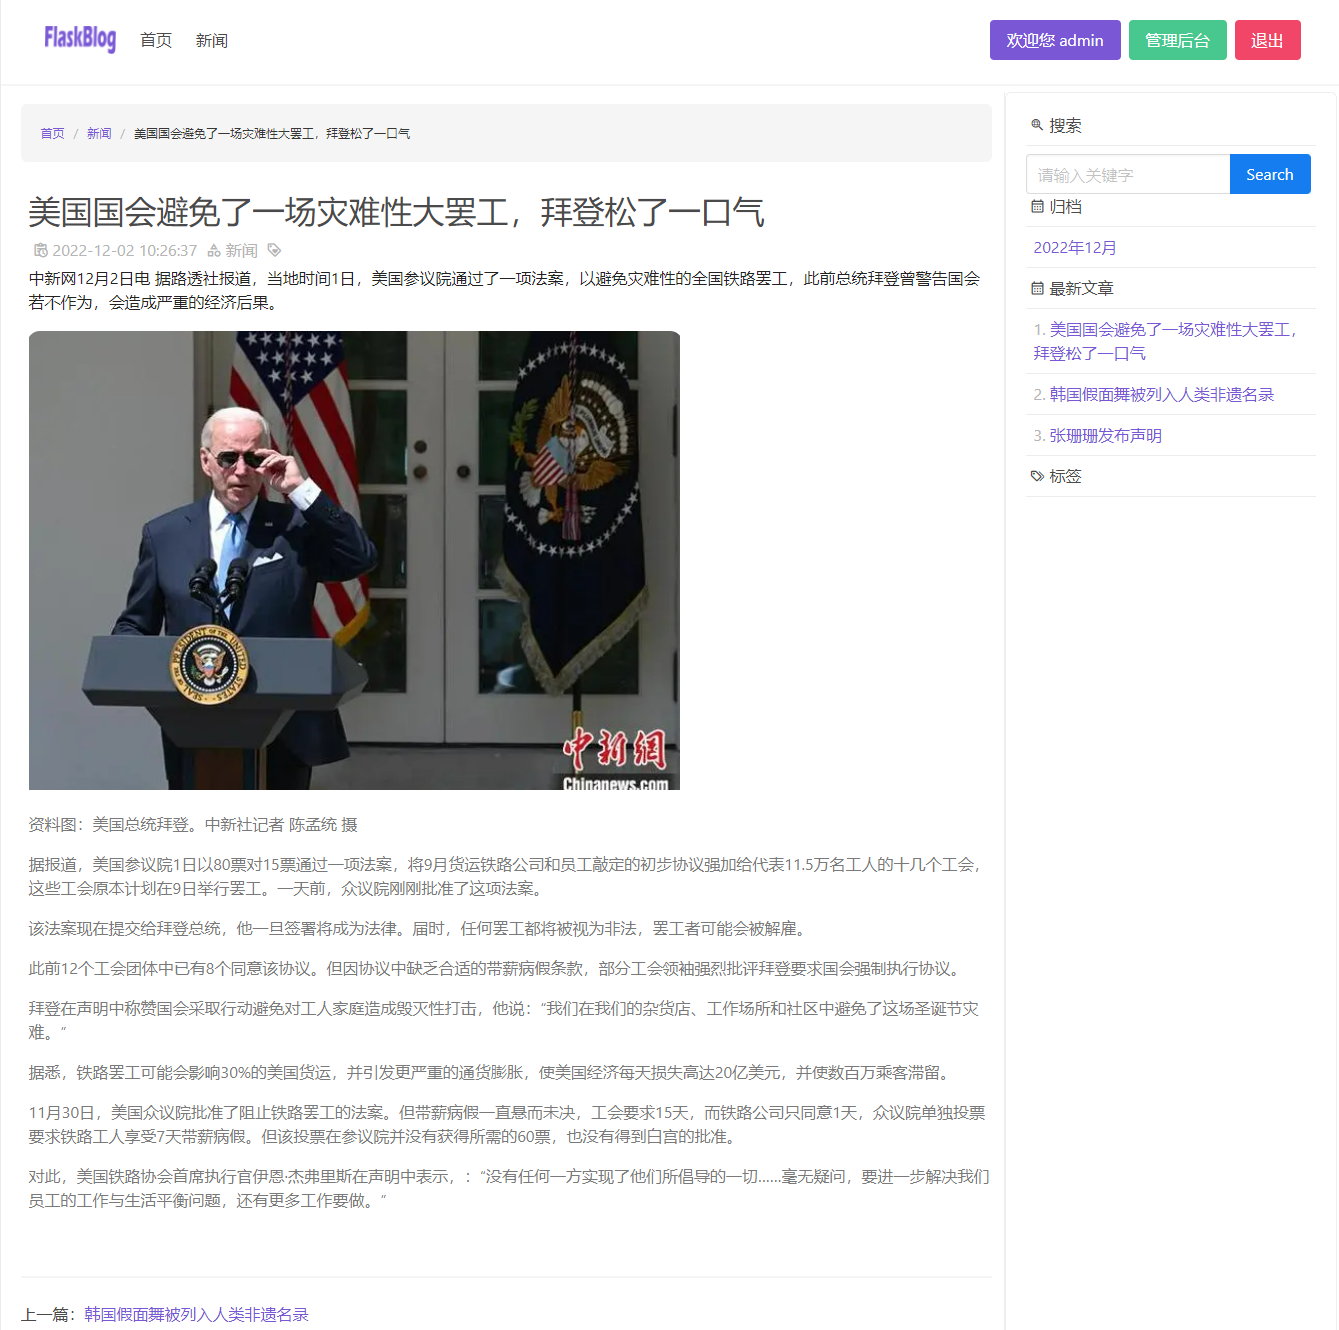 FlaskBlog 首页 新闻 欢迎您 admin 管理后台 退出
首页 / 新闻 / 美国国会避免了一场灾难性大罢工，拜登松了一口气
美国国会避免了一场灾难性大罢工，拜登松了一口气
2022-12-02 10:26:37 新闻
中新网12月2日电 据路透社报道，当地时间1日，美国参议院通过了一项法案，以避免灾难性的全国铁路罢工，此前总统拜登曾警告国会
若不作为，会造成严重的经济后果。
PRESIDENT OF THE UNITED STATES
中新網
Chinanews.com
资料图：美国总统拜登。中新社记者 陈孟统 摄
据报道，美国参议院1日以80票对15票通过一项法案，将9月货运铁路公司和员工敲定的初步协议强加给代表11.5万名工人的十几个工会，
这些工会原本计划在9日举行罢工。一天前，众议院刚刚批准了这项法案。
该法案现在提交给拜登总统，他一旦签署将成为法律。届时，任何罢工都将被视为非法，罢工者可能会被解雇。
此前12个工会团体中已有8个同意该协议。但因协议中缺乏合适的带薪病假条款，部分工会领袖强烈批评拜登要求国会强制执行协议。
拜登在声明中称赞国会采取行动避免对工人家庭造成毁灭性打击，他说：“我们在我们的杂货店、工作场所和社区中避免了这场圣诞节灾
难。”
据悉，铁路罢工可能会影响30%的美国货运，并引发更严重的通货膨胀，使美国经济每天损失高达20亿美元，并使数百万乘客滞留。
11月30日，美国众议院批准了阻止铁路罢工的法案。但带薪病假一直悬而未决，工会要求15天，而铁路公司只同意1天，众议院单独投票
要求铁路工人享受7天带薪病假。但该投票在参议院并没有获得所需的60票，也没有得到白宫的批准。
对此，美国铁路协会首席执行官伊恩·杰弗里斯在声明中表示，：“没有任何一方实现了他们所倡导的一切......毫无疑问，要进一步解决我们
员工的工作与生活平衡问题，还有更多工作要做。”
上一篇：韩国假面舞被列入人类非遗名录
搜索
请输入关键字 Search
归档
2022年12月
最新文章
1. 美国国会避免了一场灾难性大罢工，
拜登松了一口气
2. 韩国假面舞被列入人类非遗名录
3. 张珊珊发布声明
标签